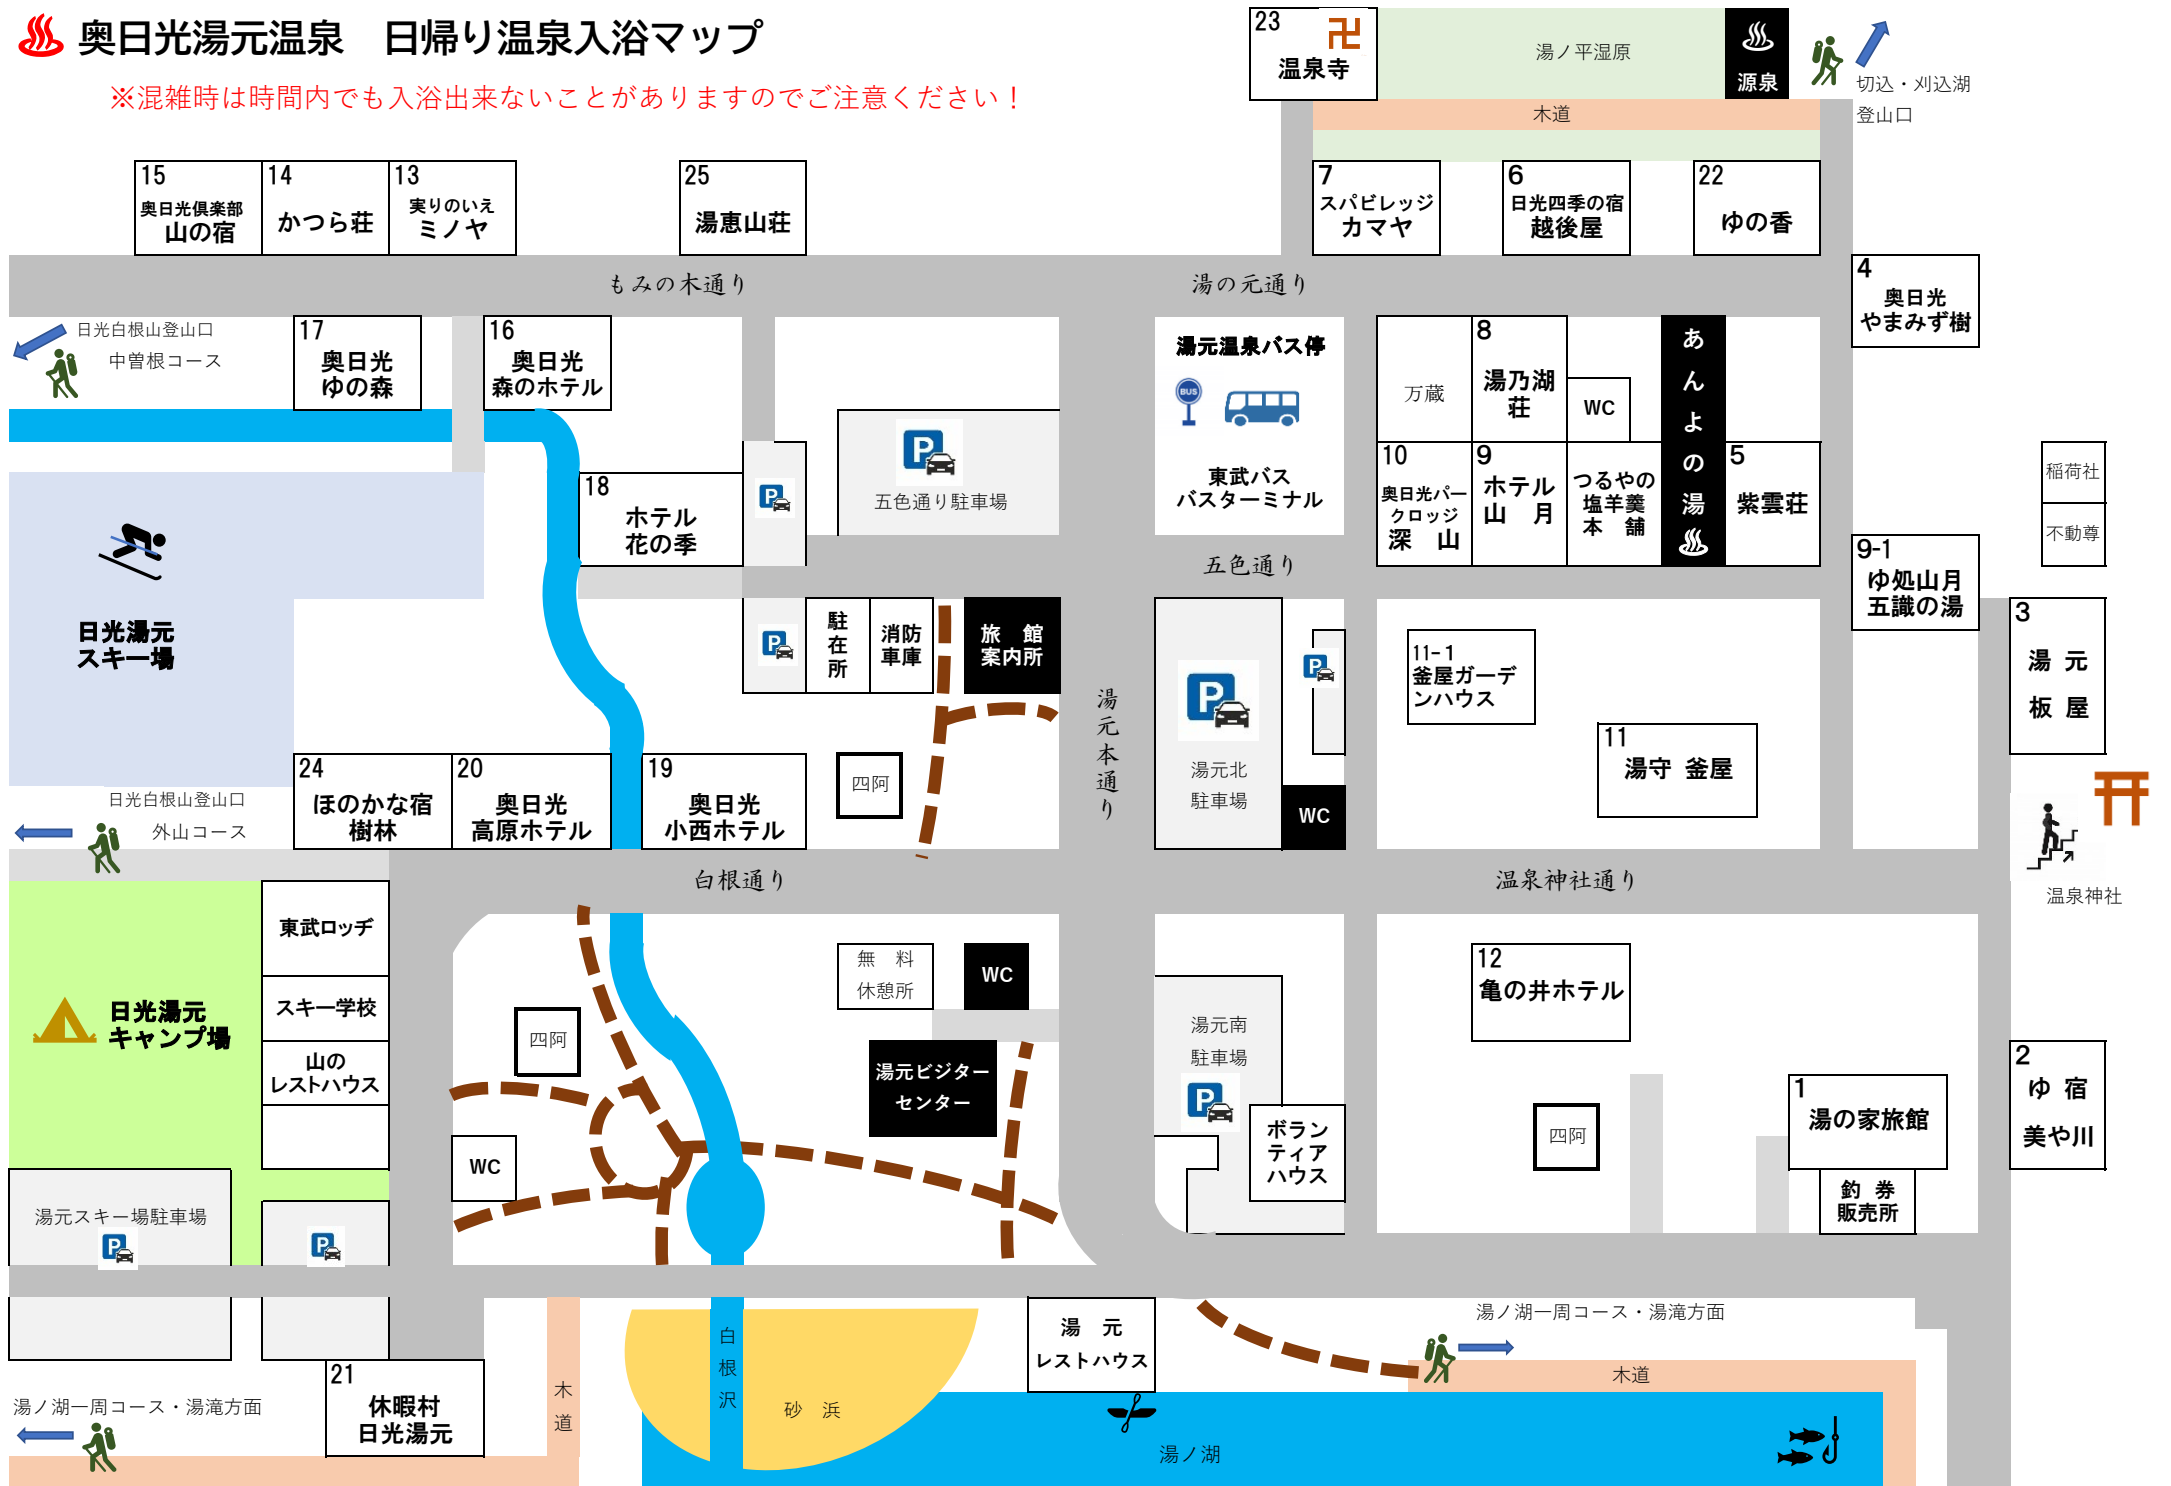 奥日光湯元温泉　日帰り温泉入浴マップ
※混雑時は時間内でも入浴出来ないことがありますのでご注意ください！
23
温泉寺
湯ノ平湿原
源泉
木道
切込・刈込湖
登山口
15
奥日光倶楽部
山の宿
14
かつら荘
13
実りのいえ
ミノヤ
25
湯恵山荘
7
スパビレッジ
カマヤ
6
日光四季の宿
越後屋
22
ゆの香
もみの木通り
湯の元通り
4
奥日光
やまみず樹
日光白根山登山口
中曽根コース
17
奥日光
ゆの森
16
奥日光
森のホテル
湯元温泉バス停
BUS
東武バス
バスターミナル
万蔵
8
湯乃湖
荘
WC
あんよの湯
10
奥日光パー
クロッジ
深　山
9
ホテル
山　月
つるやの
塩羊羹
本　舗
5
紫雲荘
稲荷社
不動尊
P
五色通り駐車場
P
18
ホテル
花の季
五色通り
9-1
ゆ処山月
五識の湯
日光湯元
スキー場
P
駐在所
消防
車庫
旅　館
案内所
湯元本通り
P
湯元北
駐車場
P
WC
11-1
釜屋ガーデ
ンハウス
11
湯守 釜屋
3
湯 元
板 屋
温泉神社
日光白根山登山口
外山コース
24
ほのかな宿
樹林
20
奥日光
高原ホテル
19
奥日光
小西ホテル
四阿
白根通り
温泉神社通り
東武ロッヂ
スキー学校
山の
レストハウス
日光湯元
キャンプ場
四阿
無　料
休憩所
WC
湯元ビジター
センター
WC
湯元南
駐車場
P
ボラン
ティア
ハウス
12
亀の井ホテル
四阿
1
湯の家旅館
釣 券
販売所
2
ゆ 宿
美や川
湯元スキー場駐車場
P
P
21
休暇村
日光湯元
湯ノ湖一周コース・湯滝方面
木道
白根沢
砂　浜
湯　元
レストハウス
湯ノ湖
湯ノ湖一周コース・湯滝方面
木道